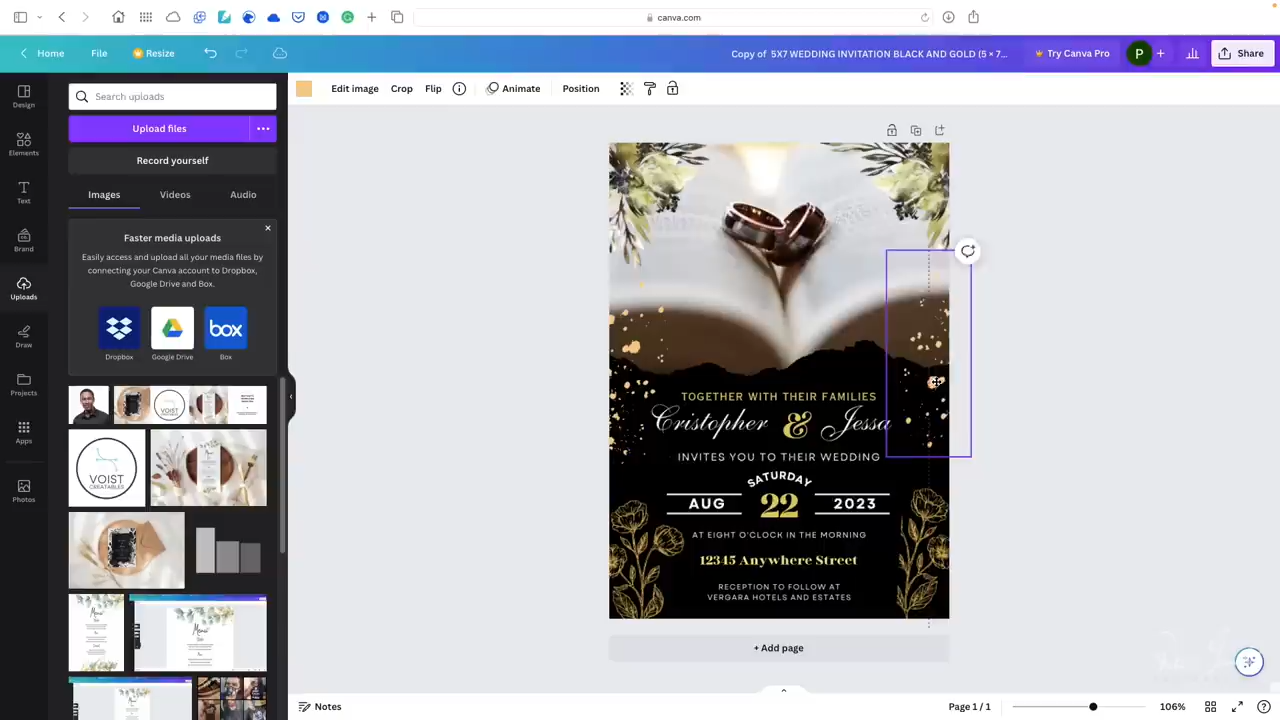 canva.com
Home
File
Resize
Copy of 5X7 WEDDING INVITATION BLACK AND GOLD (5 × 7...
Try Canva Pro
P
Share
Design
Elements
Text
Brand
Uploads
Draw
Projects
Apps
Photos
Search uploads
Upload files
Record yourself
Images
Videos
Audio
Faster media uploads
Easily access and upload all your media files by
connecting your Canva account to Dropbox,
Google Drive and Box.
box
Dropbox
Google Drive
Box
VOIST
VOIST
CREATABLES
Menu
Menu
Edit image
Crop
Flip
Animate
Position
TOGETHER WITH THEIR FAMILIES
Cristopher & Jessa
INVITES YOU TO THEIR WEDDING
SATURDAY
AUG 22 2023
AT EIGHT O'CLOCK IN THE MORNING
12345 Anywhere Street
RECEPTION TO FOLLOW AT
VERGARA HOTELS AND ESTATES
+ Add page
Notes
Page 1 / 1
106%